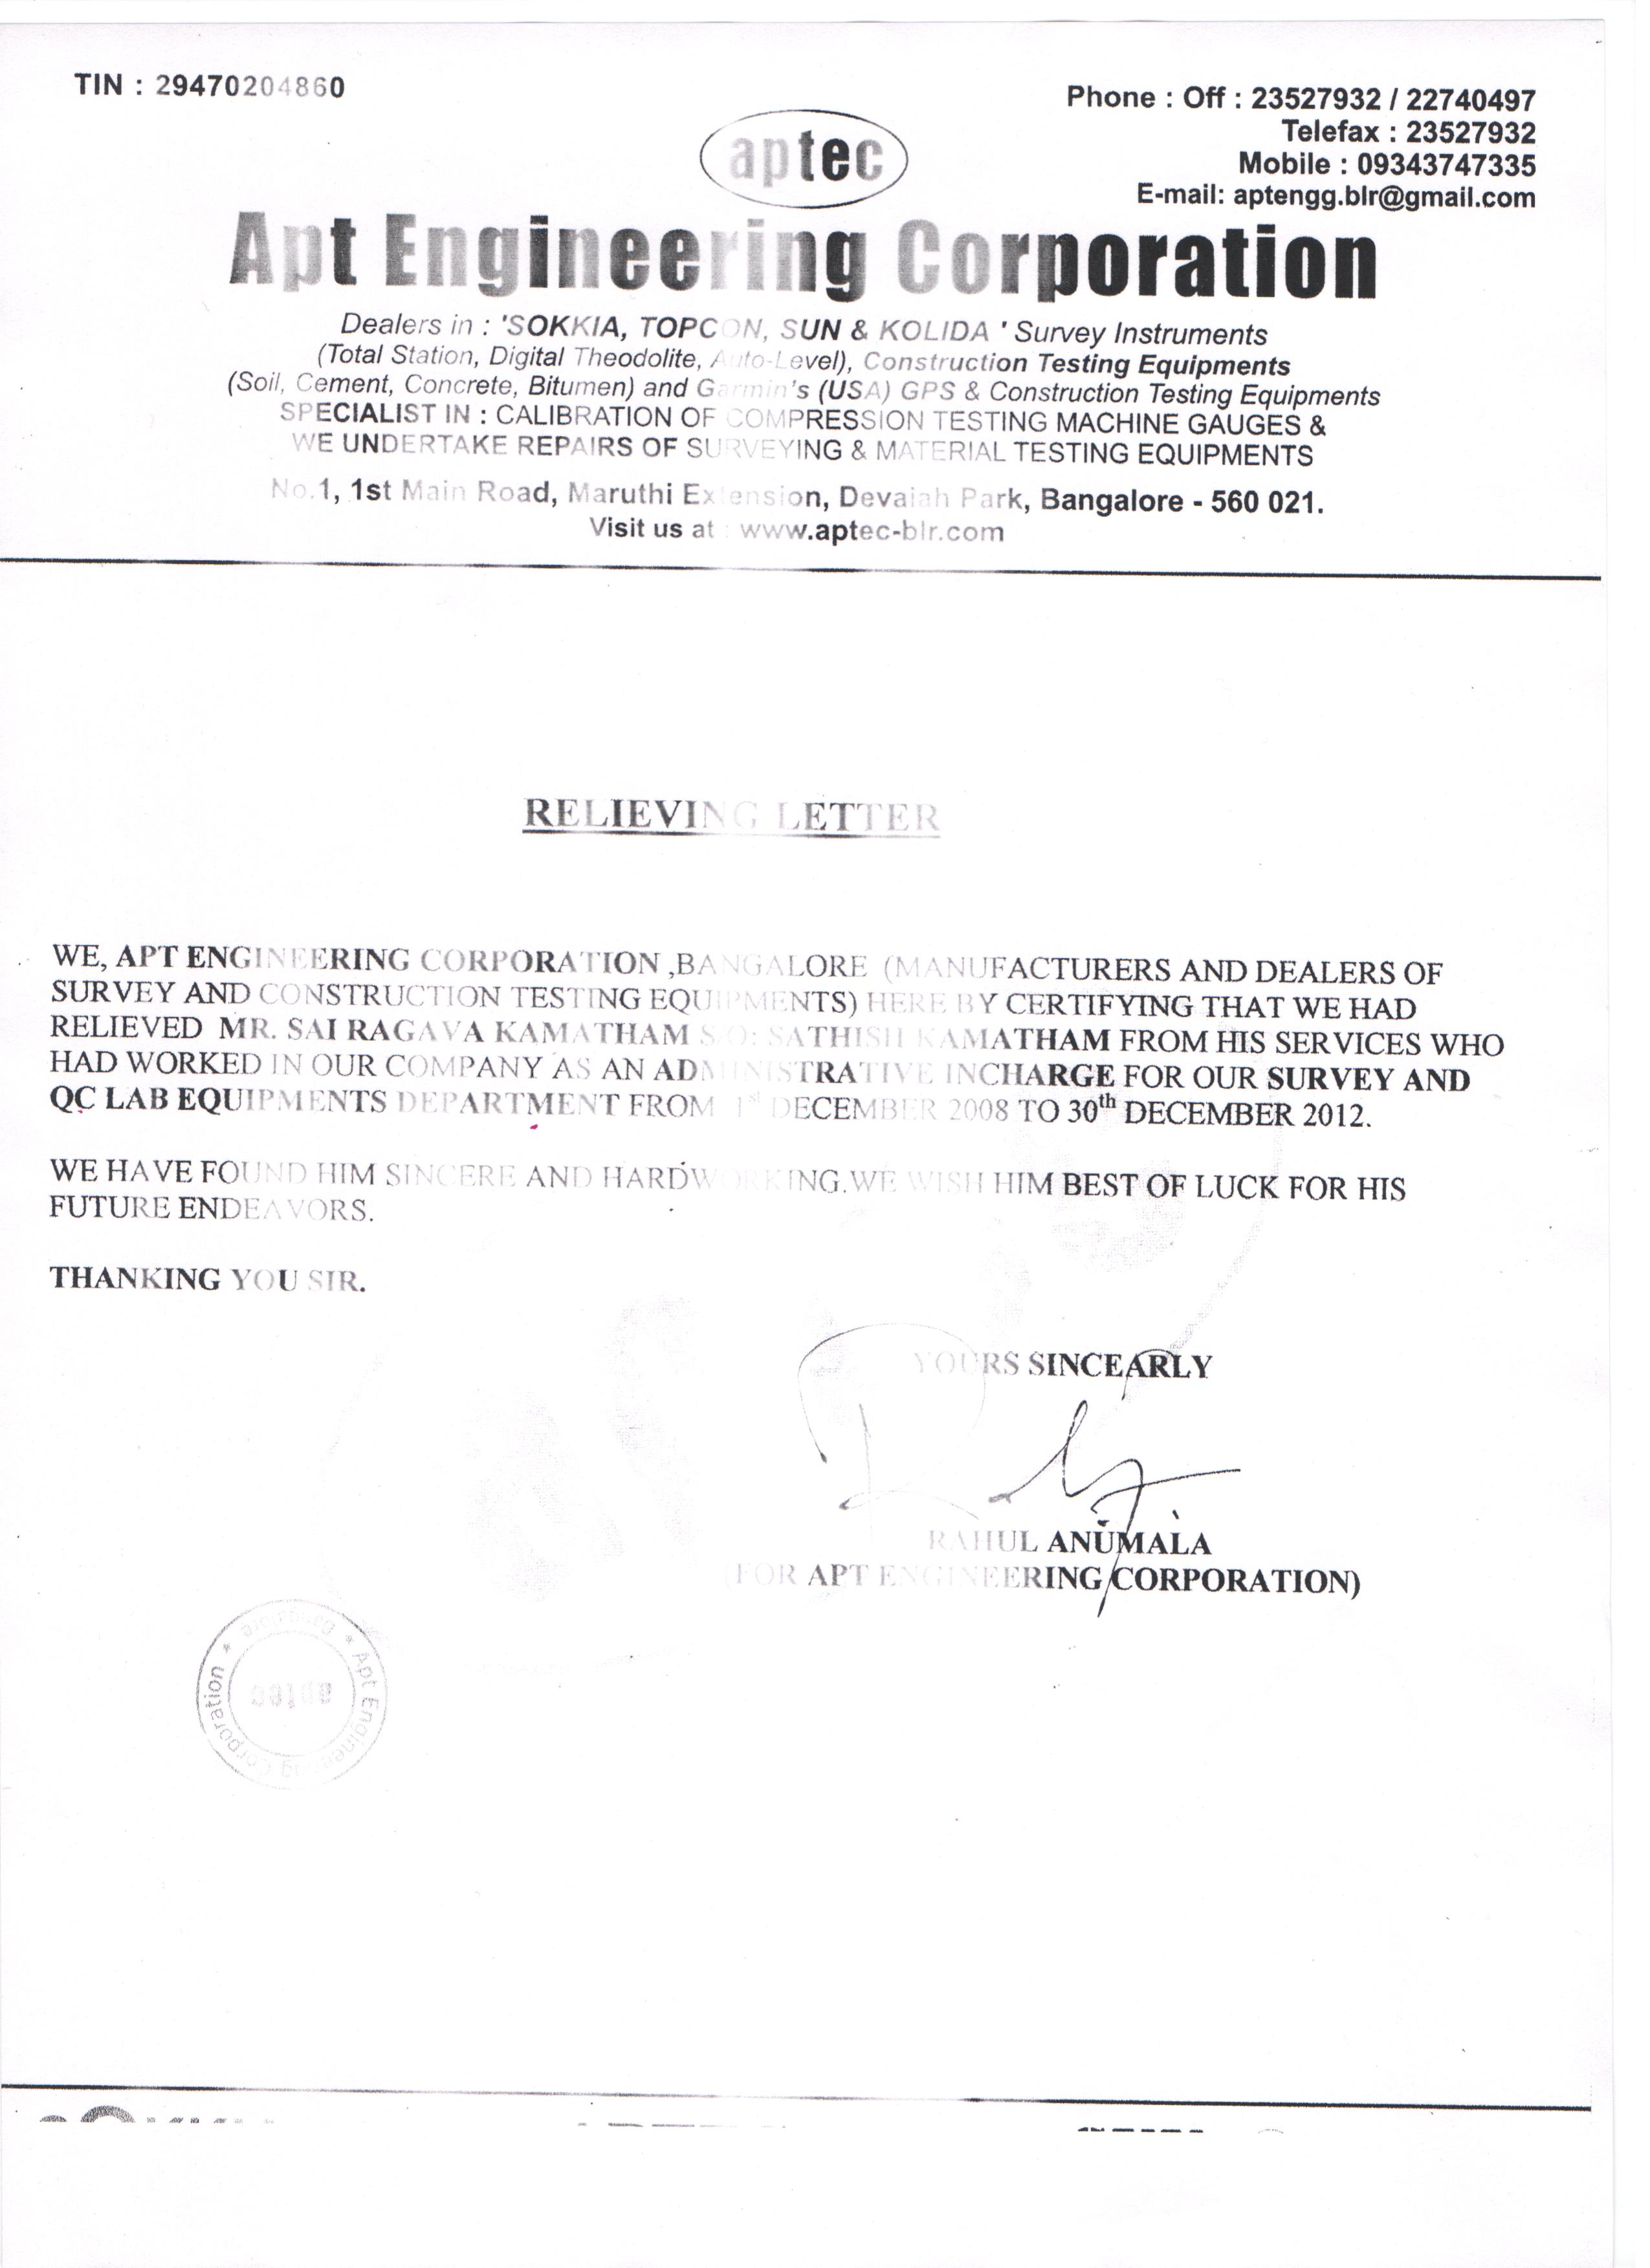 TIN : 29470204860
Phone : Off : 23527932 / 22740497
Telefax : 23527932
Mobile : 09343747335
E-mail: aptengg.blr@gmail.com
aptec
Apt Engineering Corporation
Dealers in : 'SOKKIA, TOPCON, SUN & KOLIDA ' Survey Instruments
(Total Station, Digital Theodolite, Auto-Level), Construction Testing Equipments
(Soil, Cement, Concrete, Bitumen) and Garmin's (USA) GPS & Construction Testing Equipments
SPECIALIST IN : CALIBRATION OF COMPRESSION TESTING MACHINE GAUGES &
WE UNDERTAKE REPAIRS OF SURVEYING & MATERIAL TESTING EQUIPMENTS
No.1, 1st Main Road, Maruthi Extension, Devaiah Park, Bangalore - 560 021.
Visit us at : www.aptec-blr.com
RELIEVING LETTER
WE, APT ENGINEERING CORPORATION ,BANGALORE (MANUFACTURERS AND DEALERS OF
SURVEY AND CONSTRUCTION TESTING EQUIPMENTS) HERE BY CERTIFYING THAT WE HAD
RELIEVED MR. SAI RAGAVA KAMATHAM S/O: SATHISH KAMATHAM FROM HIS SERVICES WHO
HAD WORKED IN OUR COMPANY AS AN ADMINISTRATIVE INCHARGE FOR OUR SURVEY AND
QC LAB EQUIPMENTS DEPARTMENT FROM 1st DECEMBER 2008 TO 30th DECEMBER 2012.
WE HAVE FOUND HIM SINCERE AND HARDWORKING.WE WISH HIM BEST OF LUCK FOR HIS
FUTURE ENDEAVORS.
THANKING YOU SIR.
YOURS SINCEARLY
RAHUL ANUMALA
(FOR APT ENGINEERING CORPORATION)
Apt Engineering Corporation * Bangalore *
aptec